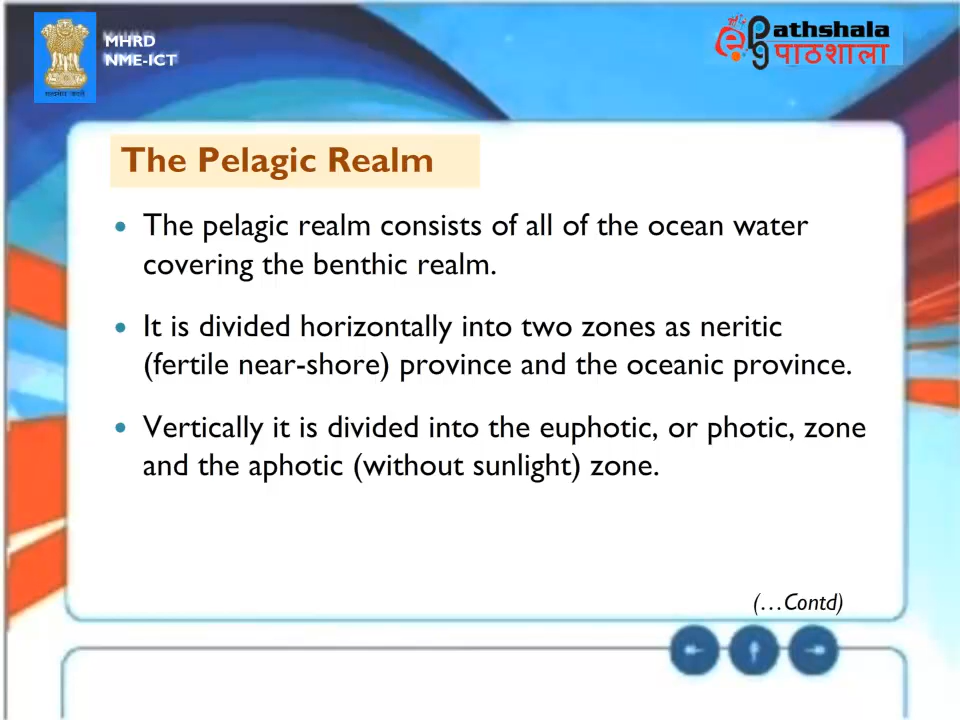 MHRD
NME-ICT
e Pg athshala
पाठशाला
The Pelagic Realm
• The pelagic realm consists of all of the ocean water
covering the benthic realm.
• It is divided horizontally into two zones as neritic
(fertile near-shore) province and the oceanic province.
• Vertically it is divided into the euphotic, or photic, zone
and the aphotic (without sunlight) zone.
(…Contd)